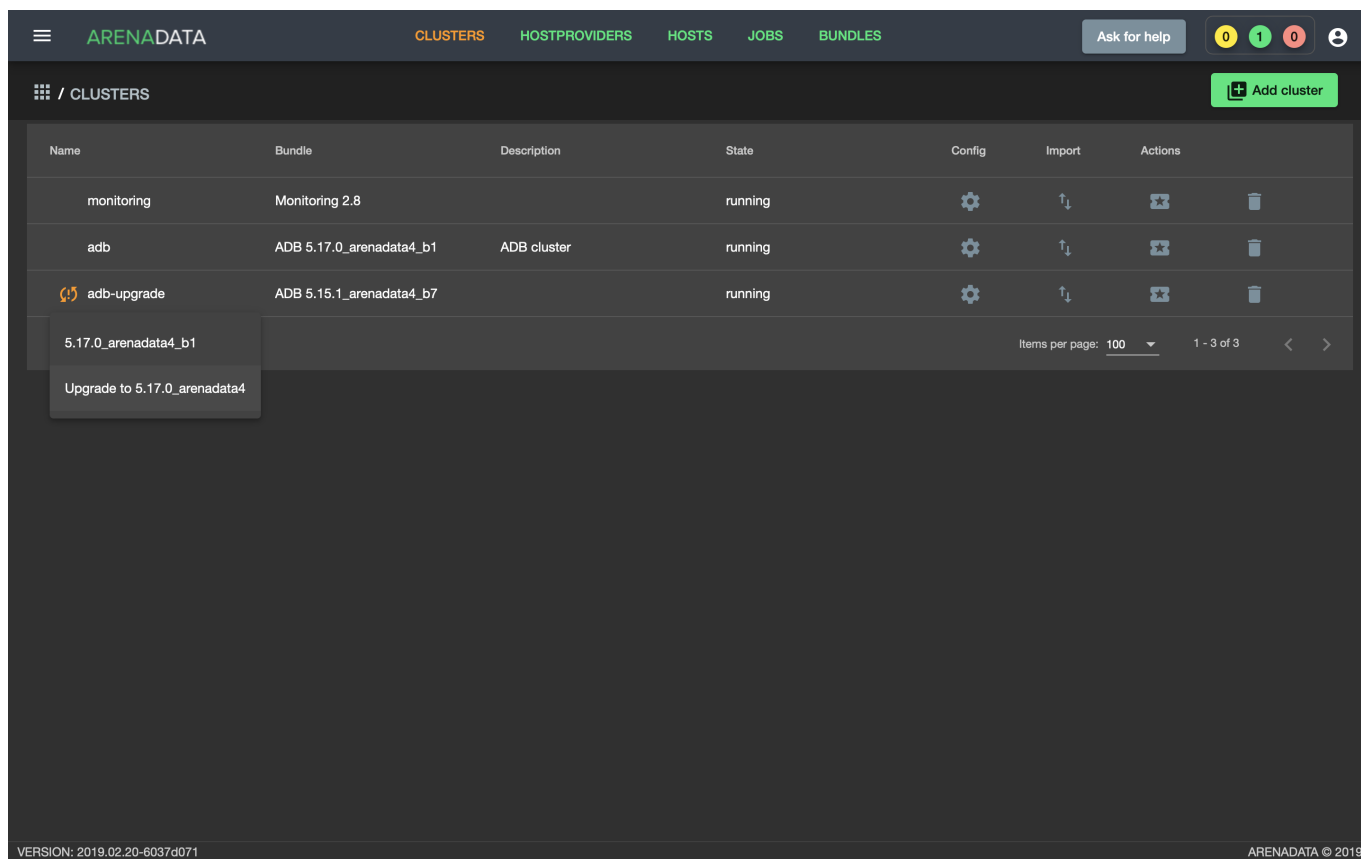 ARENADATA CLUSTERS HOSTPROVIDERS HOSTS JOBS BUNDLES Ask for help 0 1 0
/ CLUSTERS Add cluster
Name Bundle Description State Config Import Actions
monitoring Monitoring 2.8 running
adb ADB 5.17.0_arenadata4_b1 ADB cluster running
adb-upgrade ADB 5.15.1_arenadata4_b7 running
5.17.0_arenadata4_b1
Items per page: 100 1 - 3 of 3
Upgrade to 5.17.0_arenadata4
VERSION: 2019.02.20-6037d071 ARENADATA © 2019